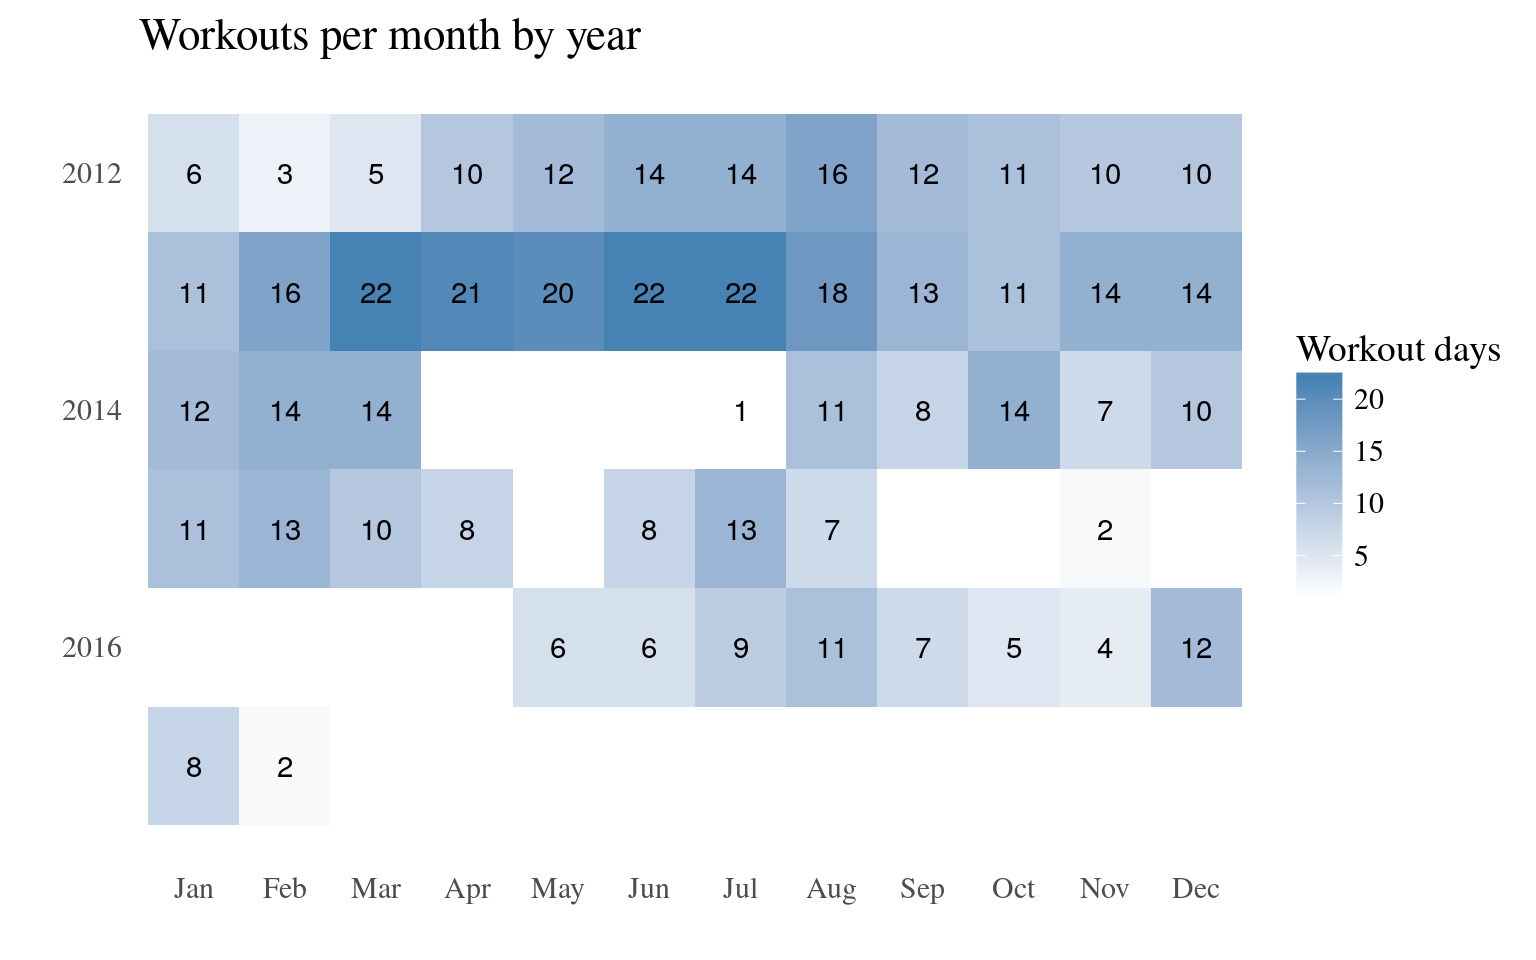 Workouts per month by year
2012 6 3 5 10 12 14 14 16 12 11 10 10
11 16 22 21 20 22 22 18 13 11 14 14
2014 12 14 14 1 11 8 14 7 10
11 13 10 8 8 13 7 2
2016 6 6 9 11 7 5 4 12
8 2
Jan Feb Mar Apr May Jun Jul Aug Sep Oct Nov Dec
Workout days
20
15
10
5